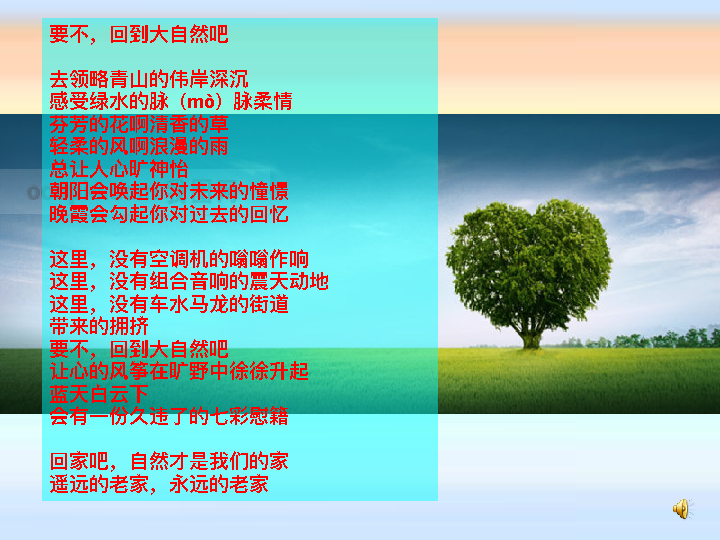 要不，回到大自然吧
去领略青山的伟岸深沉
感受绿水的脉（mò）脉柔情
芬芳的花啊清香的草
轻柔的风啊浪漫的雨
总让人心旷神怡
朝阳会唤起你对未来的憧憬
晚霞会勾起你对过去的回忆
这里，没有空调机的嗡嗡作响
这里，没有组合音响的震天动地
这里，没有车水马龙的街道
带来的拥挤
要不，回到大自然吧
让心的风筝在旷野中徐徐升起
蓝天白云下
会有一份久违了的七彩慰籍
回家吧，自然才是我们的家
遥远的老家，永远的老家